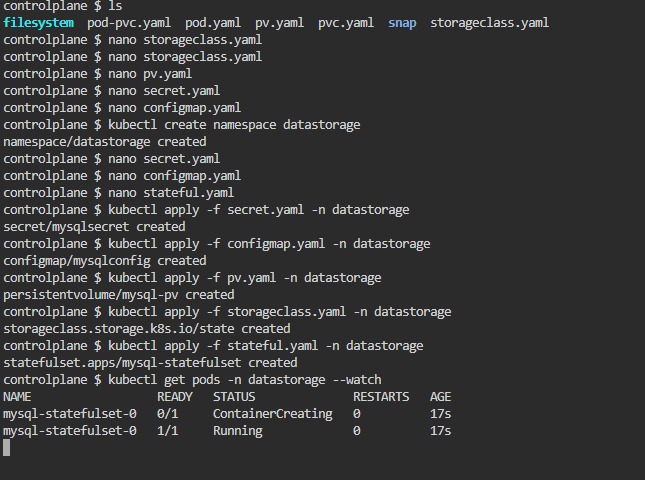 controlplane $ ls
filesystem pod-pvc.yaml pod.yaml pv.yaml pvc.yaml snap storageclass.yaml
controlplane $ nano storageclass.yaml
controlplane $ nano storageclass.yaml
controlplane $ nano pv.yaml
controlplane $ nano secret.yaml
controlplane $ nano configmap.yaml
controlplane $ kubectl create namespace datastorage
namespace/datastorage created
controlplane $ nano secret.yaml
controlplane $ nano configmap.yaml
controlplane $ nano stateful.yaml
controlplane $ kubectl apply -f secret.yaml -n datastorage
secret/mysqlsecret created
controlplane $ kubectl apply -f configmap.yaml -n datastorage
configmap/mysqlconfig created
controlplane $ kubectl apply -f pv.yaml -n datastorage
persistentvolume/mysql-pv created
controlplane $ kubectl apply -f storageclass.yaml -n datastorage
storageclass.storage.k8s.io/state created
controlplane $ kubectl apply -f stateful.yaml -n datastorage
statefulset.apps/mysql-statefulset created
controlplane $ kubectl get pods -n datastorage --watch
NAME READY STATUS RESTARTS AGE
mysql-statefulset-0 0/1 ContainerCreating 0 17s
mysql-statefulset-0 1/1 Running 0 17s